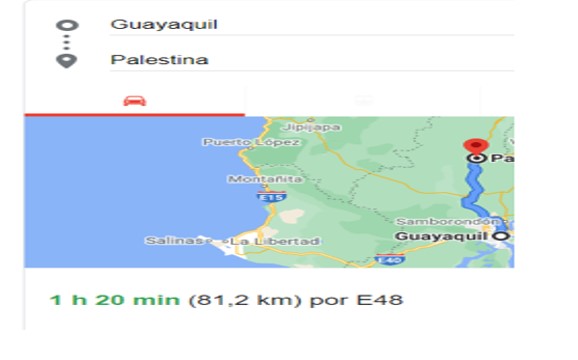 Guayaquil
Palestina
Jipijapa
Puerto López
Pa
Montañita
E15
Samborondón
Guayaquil
Salinas
La Libertad
E40
1 h 20 min (81,2 km) por E48